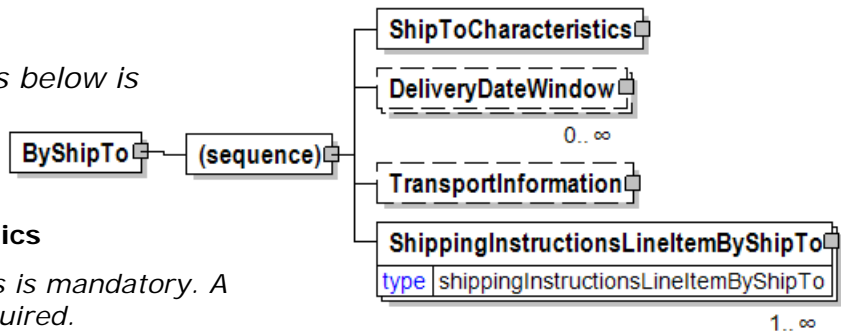 ShipToCharacteristics
s below is
DeliveryDateWindow
0.. ∞
ByShipTo
(sequence)
TransportInformation
ics
ShippingInstructionsLineItemByShipTo
s is mandatory. A
type shippingInstructionsLineItemByShipTo
uired.
1.. ∞